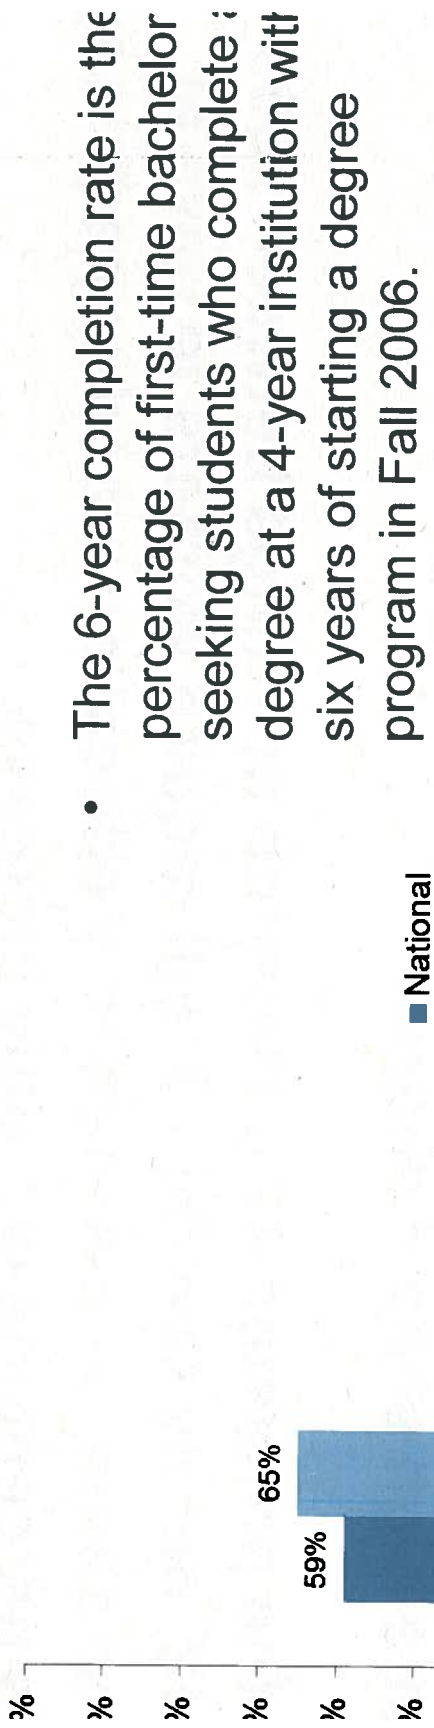 The 6-year completion rate is the
percentage of first-time bachelor
seeking students who complete
degree at a 4-year institution
six years of starting a degree
program in Fall 2006.
National
65%
59%
%
%
%
%
%
%